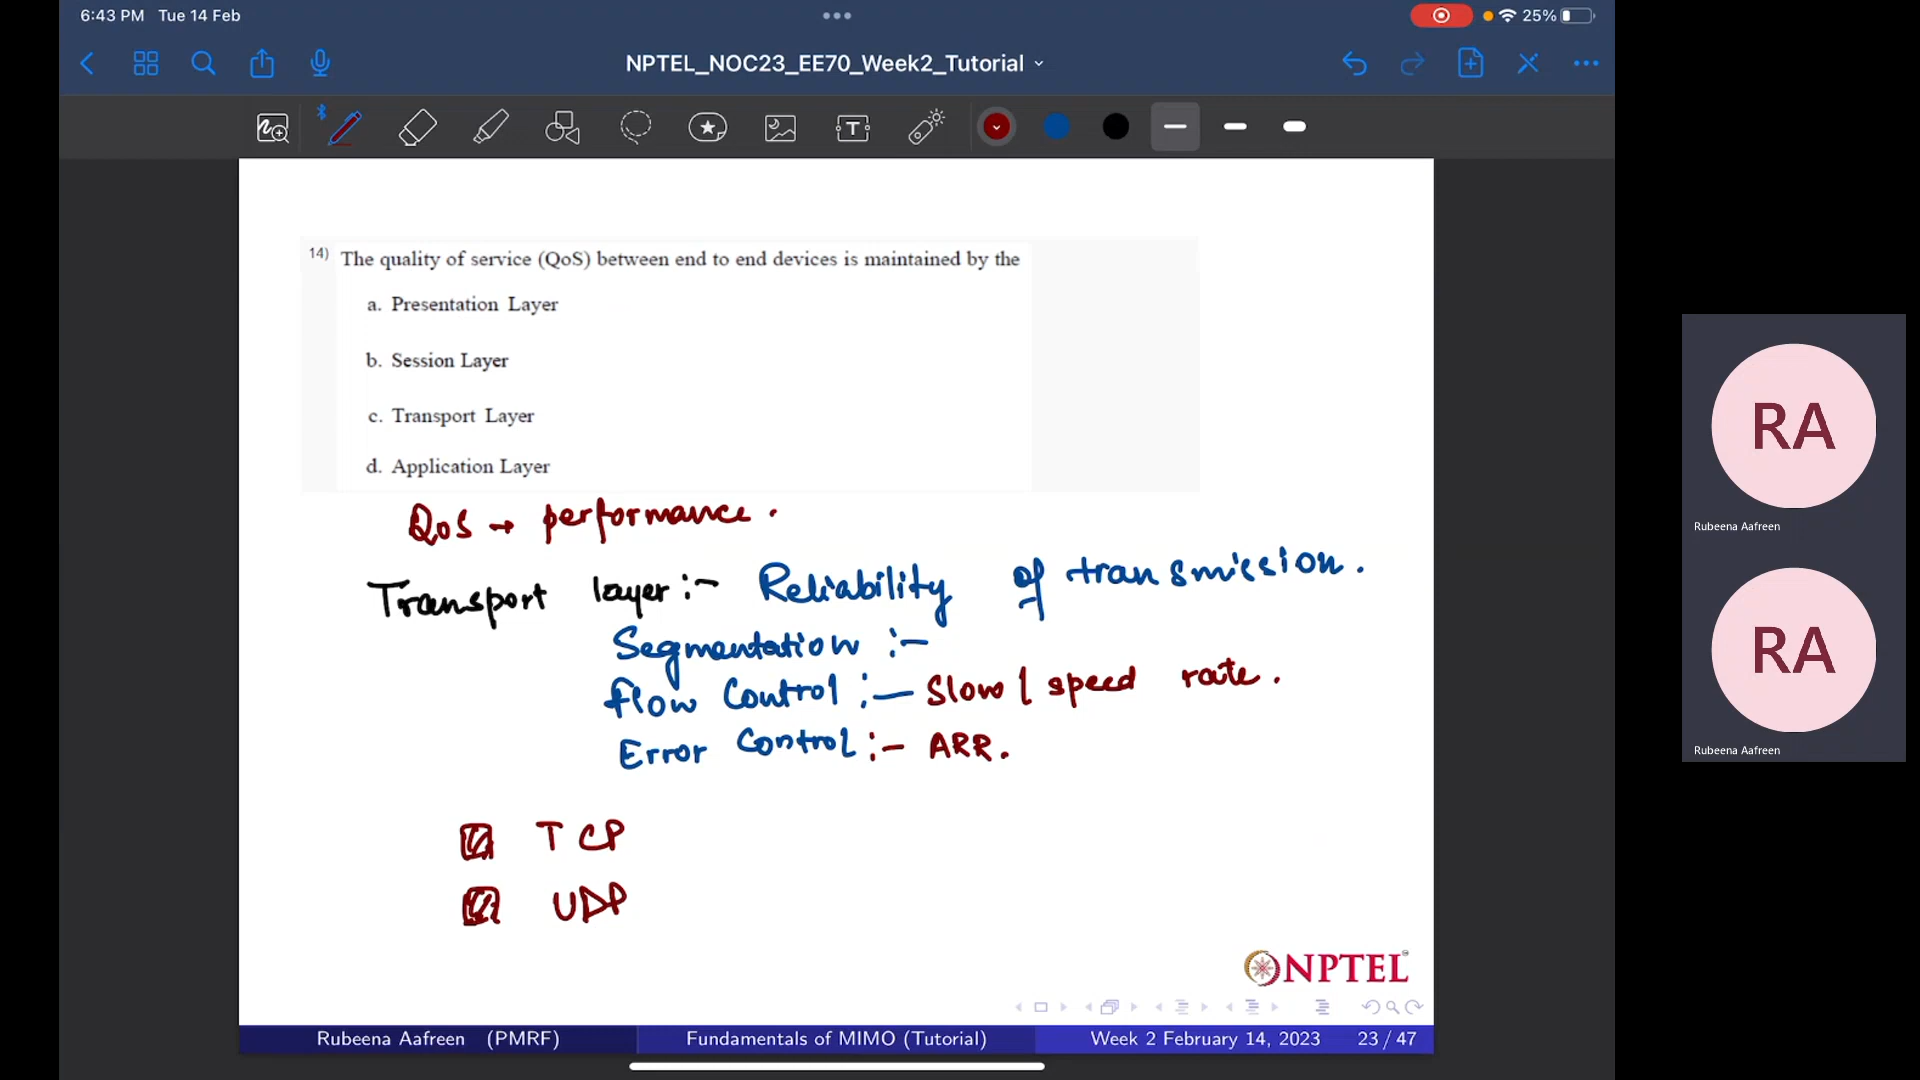 6:43 PM Tue 14 Feb
25%
NPTEL_NOC23_EE70_Week2_Tutorial
T
14) The quality of service (QoS) between end to end devices is maintained by the
a. Presentation Layer
b. Session Layer
c. Transport Layer
d. Application Layer
QoS → performance.
Transport layer :- Reliability of transmission.
Segmentation :-
flow Control :- Slow | speed rate.
Error Control :- ARR.
TCP
UDP
NPTEL
Rubeena Aafreen (PMRF)
Fundamentals of MIMO (Tutorial)
Week 2 February 14, 2023 23 / 47
RA
Rubeena Aafreen
RA
Rubeena Aafreen